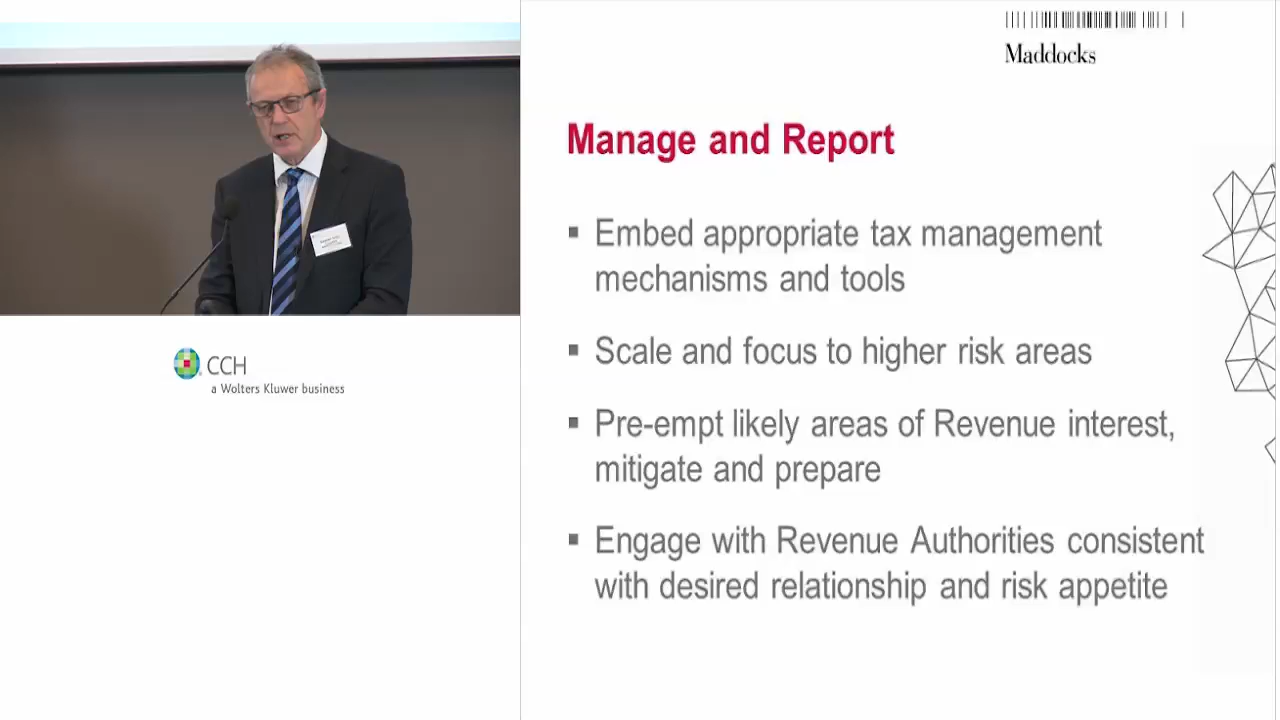 CCH
a Wolters Kluwer business
Maddocks
Manage and Report
▪ Embed appropriate tax management
mechanisms and tools
▪ Scale and focus to higher risk areas
▪ Pre-empt likely areas of Revenue interest,
mitigate and prepare
▪ Engage with Revenue Authorities consistent
with desired relationship and risk appetite